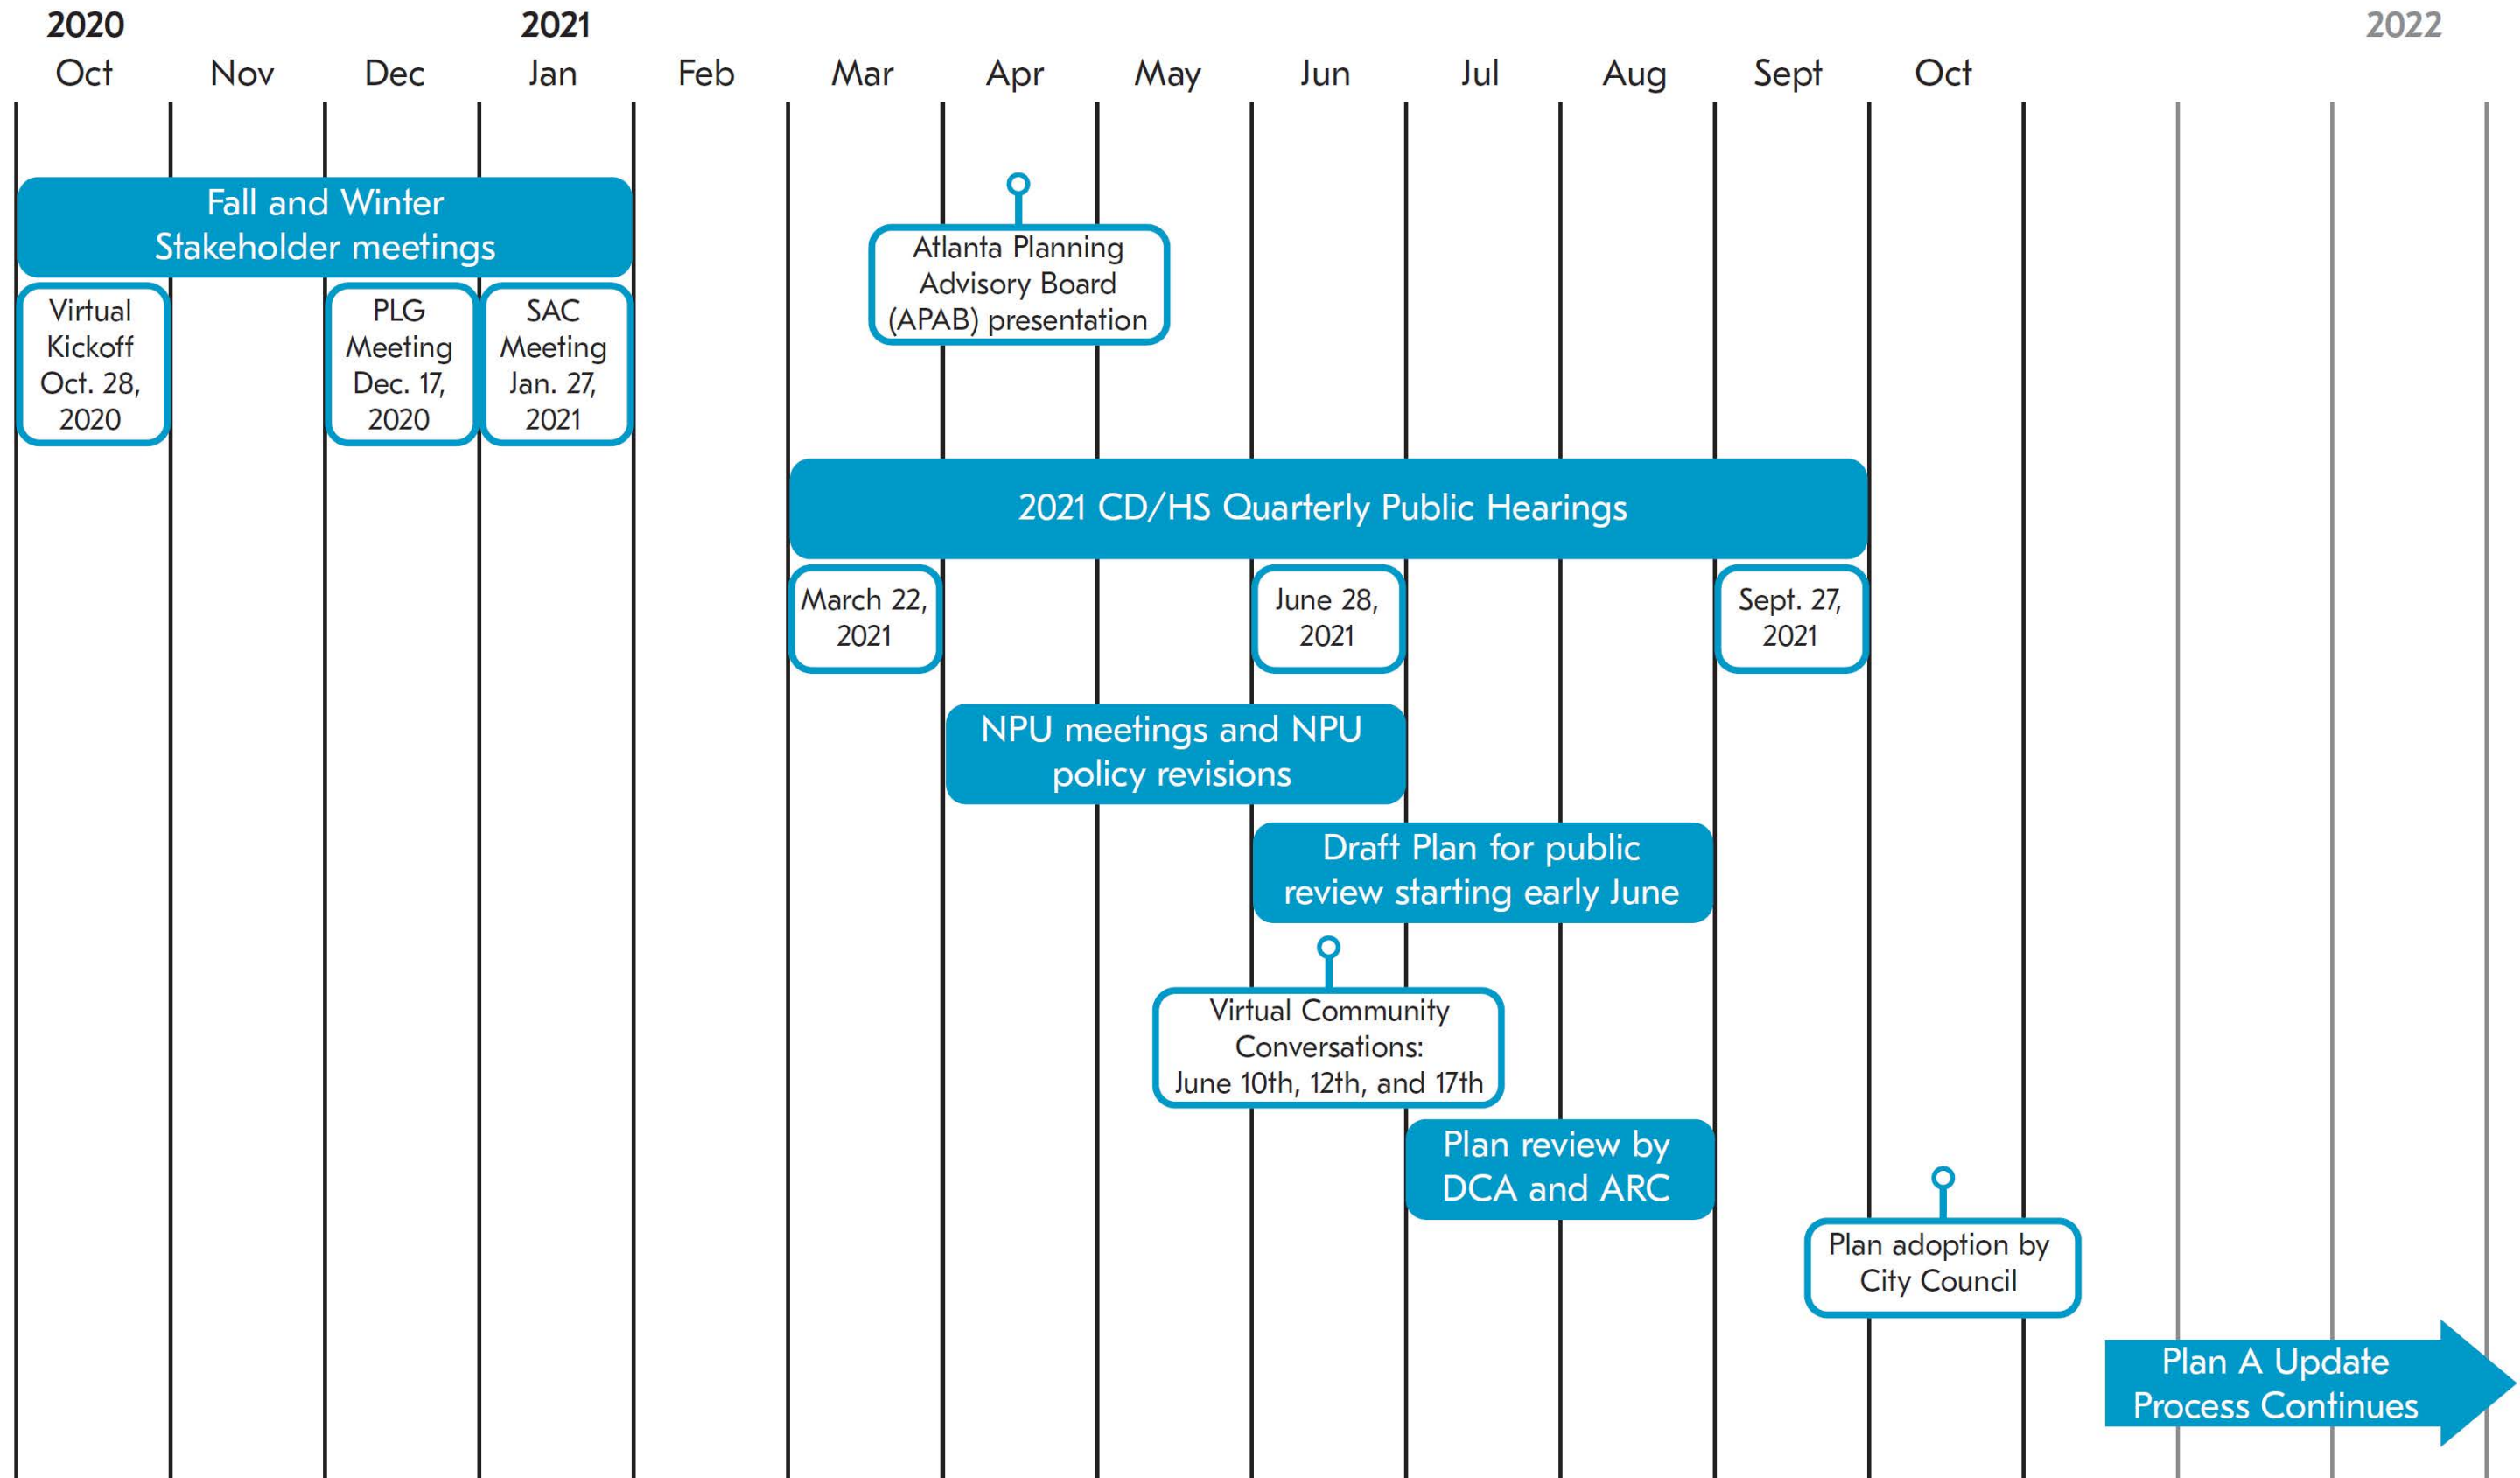 2020
2021
2022
Oct
Nov
Dec
Jan
Feb
Mar
Apr
May
Jun
Jul
Aug
Sept
Oct
Fall and Winter
Stakeholder meetings
Virtual
Kickoff
Oct. 28,
2020
PLG
Meeting
Dec. 17,
2020
SAC
Meeting
Jan. 27,
2021
Atlanta Planning
Advisory Board
(APAB) presentation
2021 CD/HS Quarterly Public Hearings
March 22,
2021
June 28,
2021
Sept. 27,
2021
NPU meetings and NPU
policy revisions
Draft Plan for public
review starting early June
Virtual Community
Conversations:
June 10th, 12th, and 17th
Plan review by
DCA and ARC
Plan adoption by
City Council
Plan A Update
Process Continues